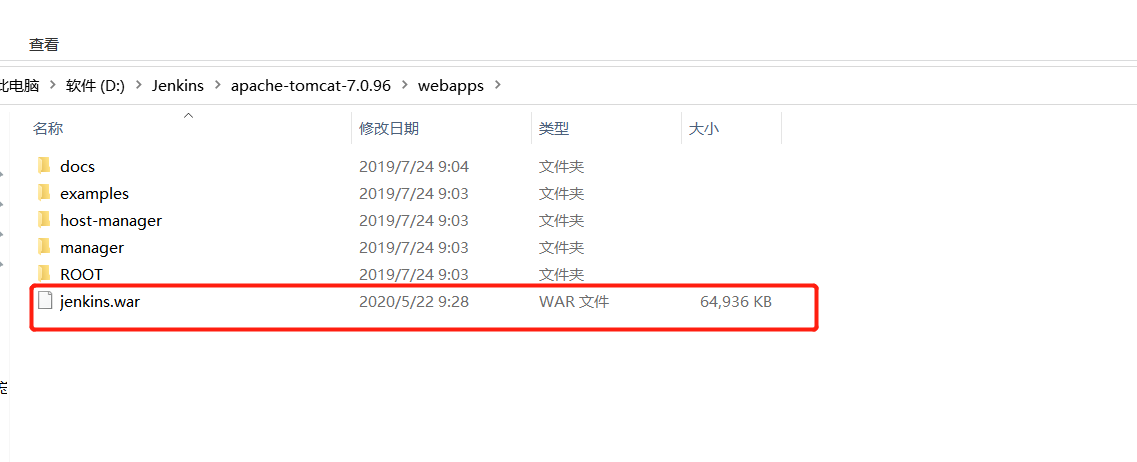 查看
此电脑 > 软件 (D:) > Jenkins > apache-tomcat-7.0.96 > webapps >
名称 修改日期 类型 大小
docs 2019/7/24 9:04 文件夹
examples 2019/7/24 9:03 文件夹
host-manager 2019/7/24 9:03 文件夹
manager 2019/7/24 9:03 文件夹
ROOT 2019/7/24 9:03 文件夹
jenkins.war 2020/5/22 9:28 WAR 文件 64,936 KB